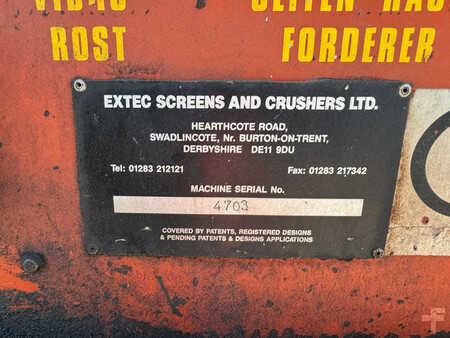 ROST
FORDERER
EXTEC SCREENS AND CRUSHERS LTD.
HEARTHCOTE ROAD,
SWADLINCOTE, Nr. BURTON-ON-TRENT,
DERBYSHIRE DE11 9DU
Tel: 01283 212121 Fax: 01283 217342
MACHINE SERIAL No.
4703
COVERED BY PATENTS, REGISTERED DESIGNS
& PENDING PATENTS & DESIGNS APPLICATIONS